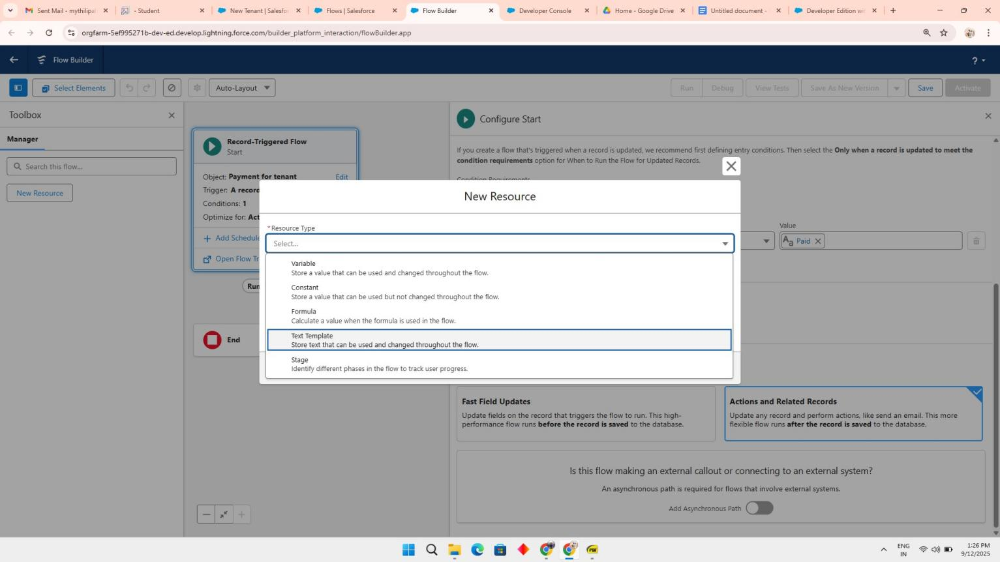 Sent Mail - mythilipal
- Student
New Tenant | Salesfor
Flows | Salesforce
Flow Builder
Developer Console
Home - Google Drive
Untitled document -
Developer Edition wit
orgfarm-5ef995271b-dev-ed.develop.lightning.force.com/builder_platform_interaction/flowBuilder.app
Flow Builder
?
Select Elements
Auto-Layout
Run
Debug
View Tests
Save As New Version
Save
Activate
Toolbox
Manager
Search this flow...
New Resource
Record-Triggered Flow
Start
Object: Payment for tenant
Edit
Trigger: A record
Conditions: 1
Optimize for: Act
Add Schedule
Open Flow Tr
Run
End
Configure Start
If you create a flow that's triggered when a record is updated, we recommend first defining entry conditions. Then select the Only when a record is updated to meet the
condition requirements option for When to Run the Flow for Updated Records.
Condition Requirements
Value
Aa Paid
New Resource
*Resource Type
Select...
Variable
Store a value that can be used and changed throughout the flow.
Constant
Store a value that can be used but not changed throughout the flow.
Formula
Calculate a value when the formula is used in the flow.
Text Template
Store text that can be used and changed throughout the flow.
Stage
Identify different phases in the flow to track user progress.
Fast Field Updates
Update fields on the record that triggers the flow to run. This high-
performance flow runs before the record is saved to the database.
Actions and Related Records
Update any record and perform actions, like send an email. This more
flexible flow runs after the record is saved to the database.
Is this flow making an external callout or connecting to an external system?
An asynchronous path is required for flows that involve external systems.
Add Asynchronous Path
ENG
IN
1:26 PM
9/12/2025